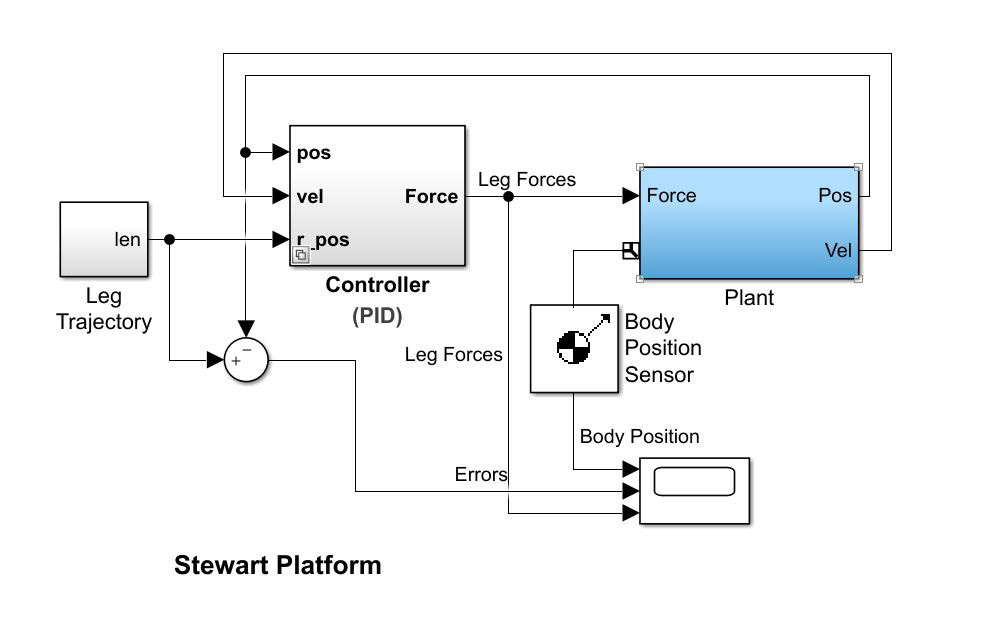 pos
vel
r_pos
Force
Controller
(PID)
len
Leg
Trajectory
Leg Forces
Force
Pos
Vel
Plant
+
−
Leg Forces
Body
Position
Sensor
Body Position
Errors
Stewart Platform